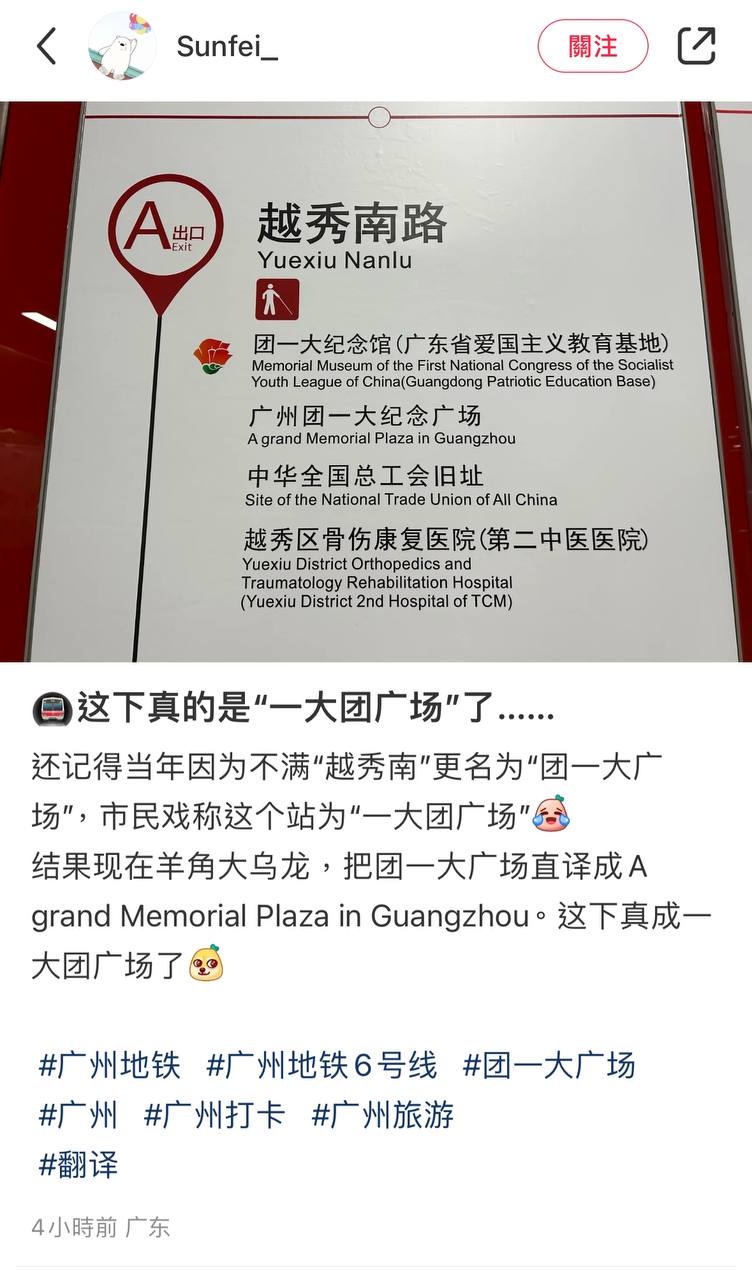 Sunfei_
關注
A 出口
Exit
越秀南路
Yuexiu Nanlu
团一大纪念馆(广东省爱国主义教育基地)
Memorial Museum of the First National Congress of the Socialist
Youth League of China(Guangdong Patriotic Education Base)
广州团一大纪念广场
A grand Memorial Plaza in Guangzhou
中华全国总工会旧址
Site of the National Trade Union of All China
越秀区骨伤康复医院(第二中医医院)
Yuexiu District Orthopedics and
Traumatology Rehabilitation Hospital
(Yuexiu District 2nd Hospital of TCM)
这下真的是“一大团广场”了……
还记得当年因为不满“越秀南”更名为“团一大广
场”，市民戏称这个站为“一大团广场”
结果现在羊角大乌龙，把团一大广场直译成A
grand Memorial Plaza in Guangzhou。這下真成一
大团广场了
#广州地铁 #广州地铁6号线 #团一大广场
#广州 #广州打卡 #广州旅游
#翻译
4小時前 广东